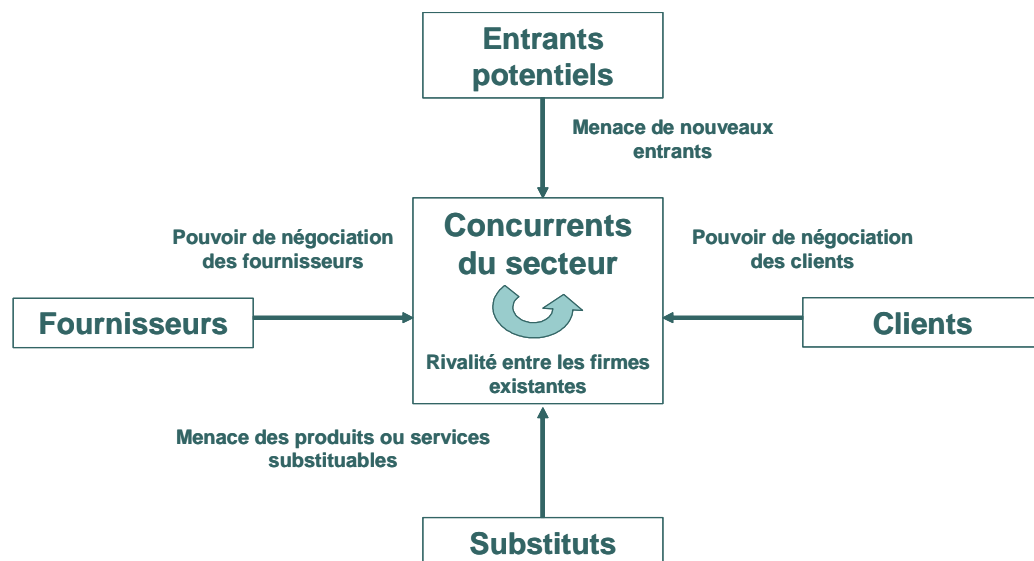 Entrants
potentiels
Menace de nouveaux
entrants
Pouvoir de négociation
des fournisseurs
Concurrents
du secteur
Pouvoir de négociation
des clients
Fournisseurs
Clients
Rivalité entre les firmes
existantes
Menace des produits ou services
substituables
Substituts